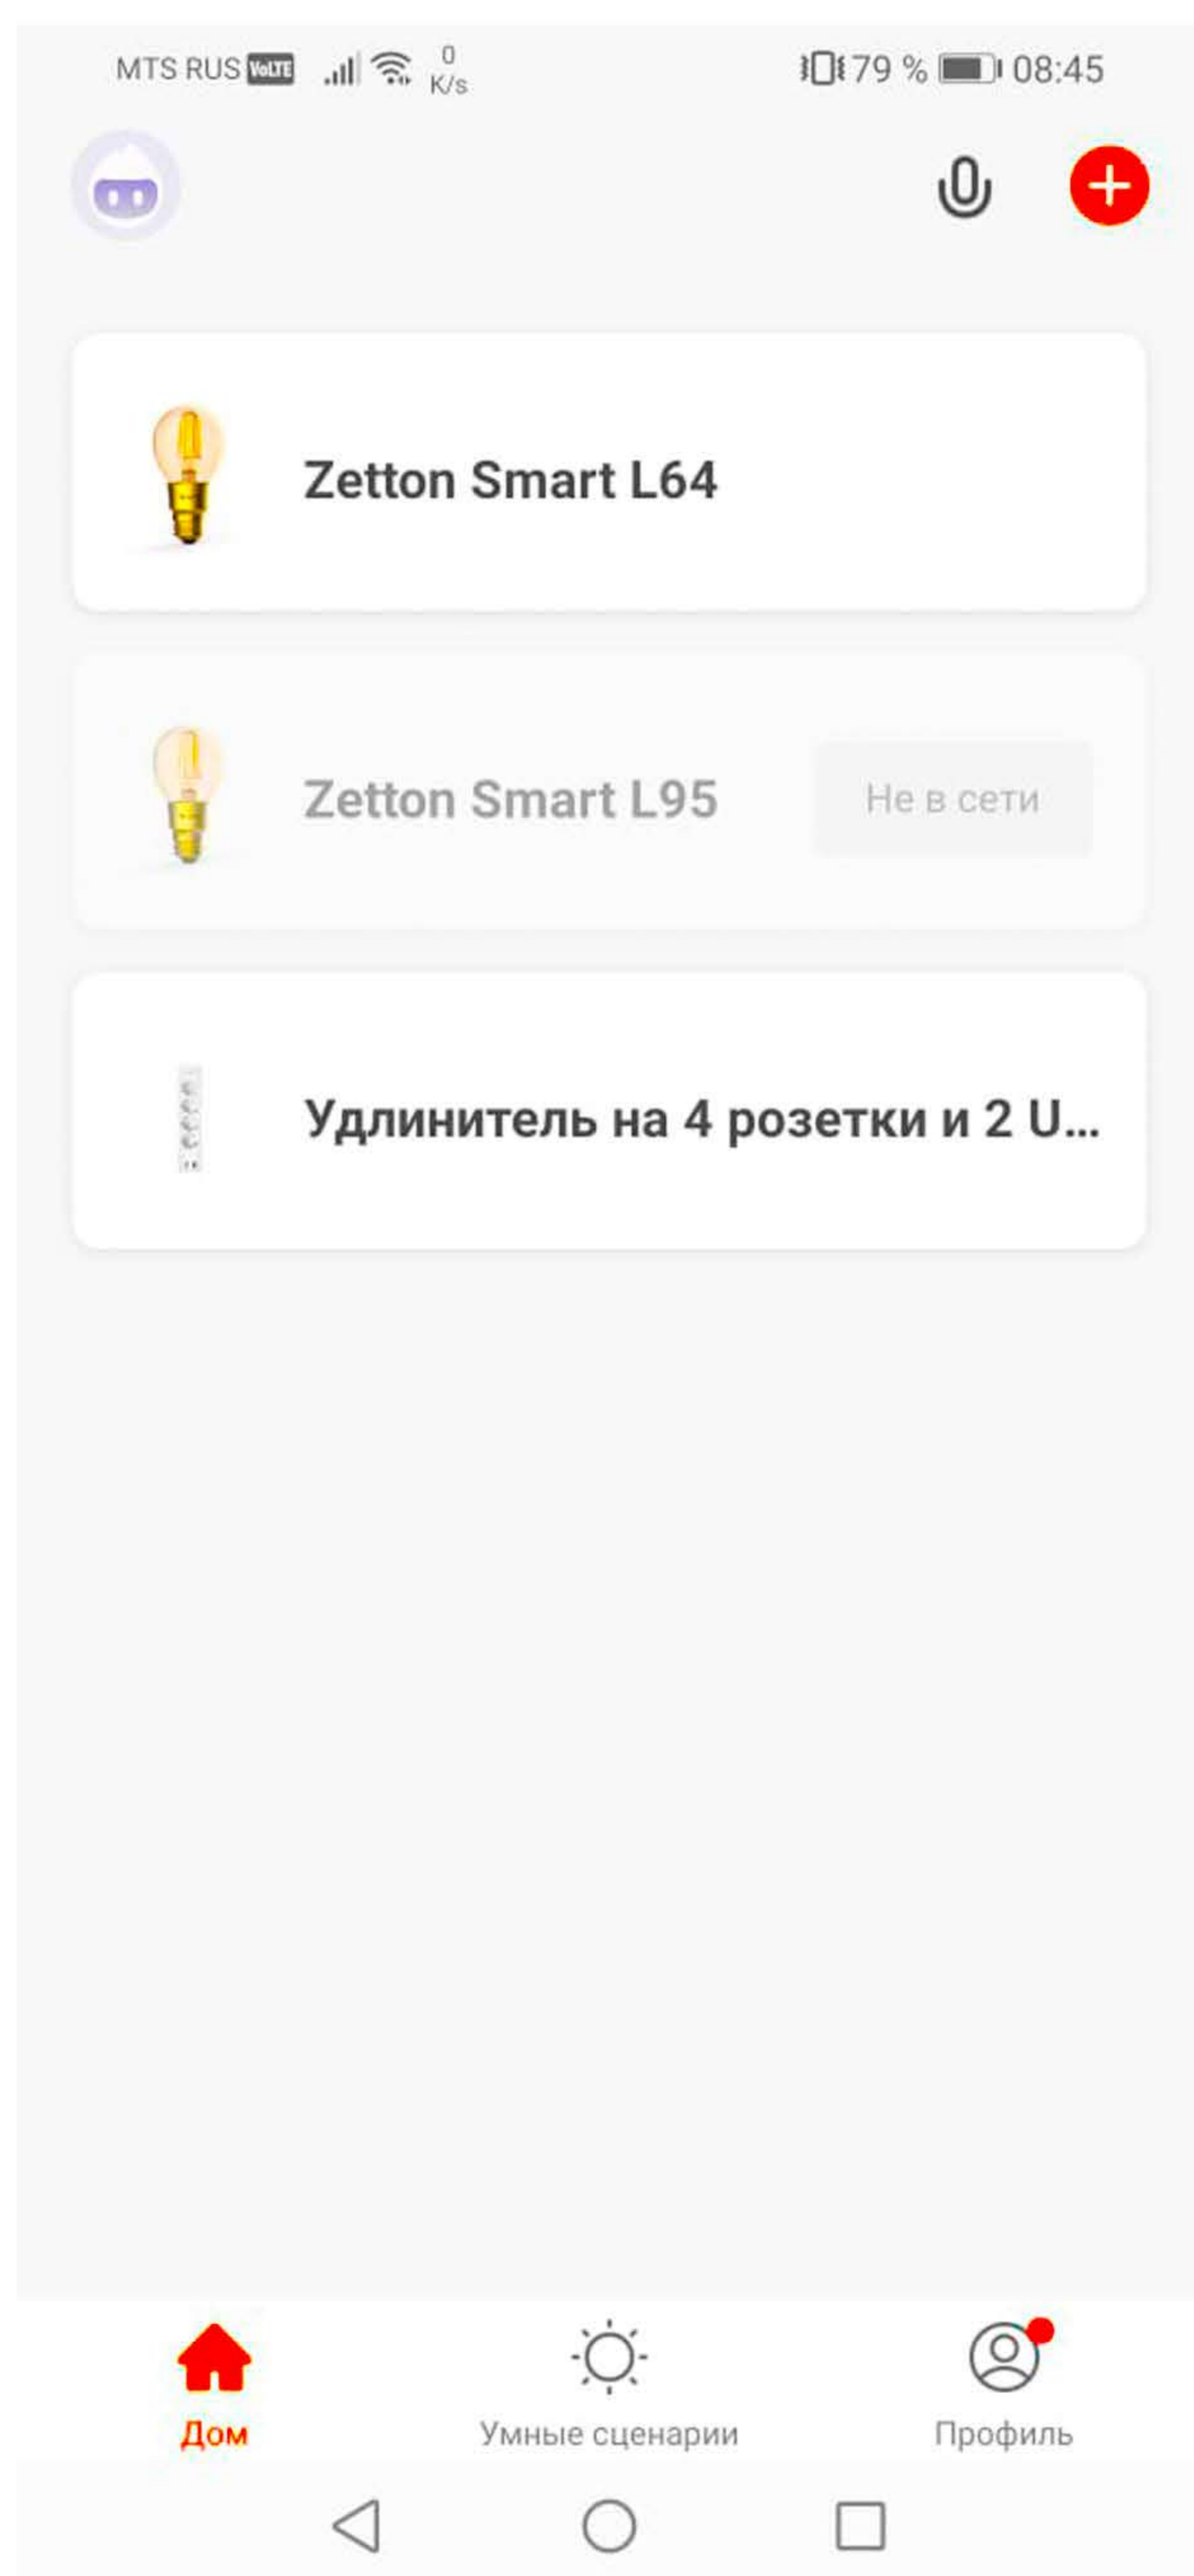 MTS RUS VoLTE 0 K/s 79 % 08:45
Zetton Smart L64
Zetton Smart L95
Не в сети
Удлинитель на 4 розетки и 2 U...
Дом
Умные сценарии
Профиль